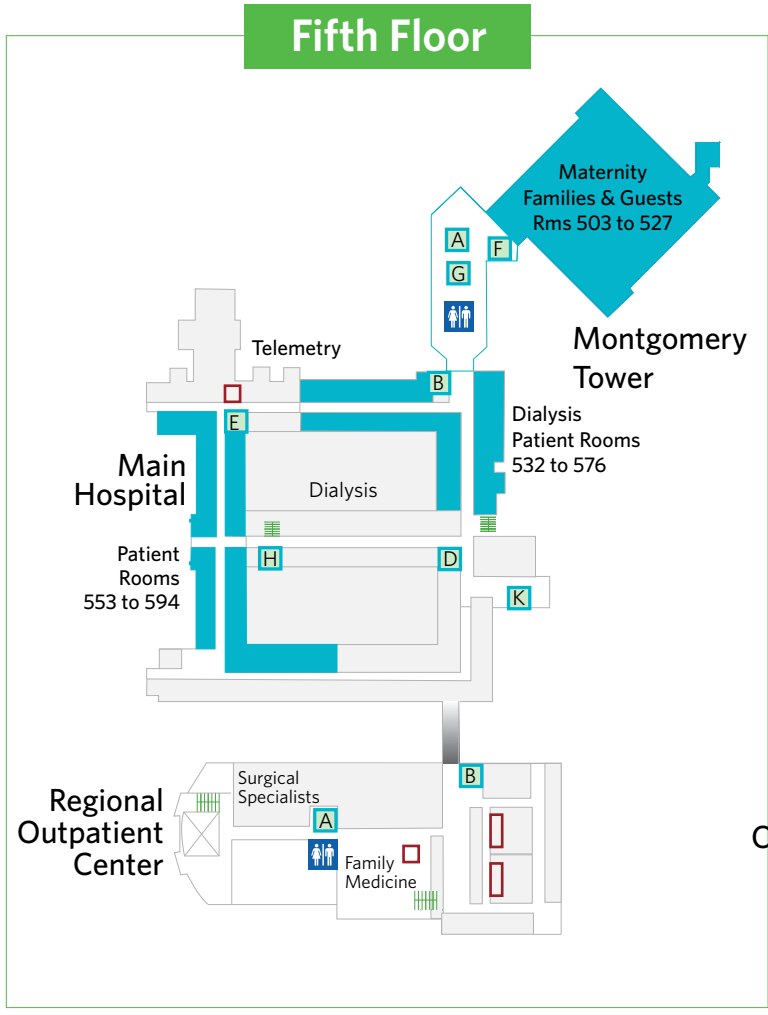 Fifth Floor
Maternity
Families & Guests
Rms 503 to 527
A
F
G
Montgomery
Tower
Telemetry
B
E
Dialysis
Patient Rooms
532 to 576
Main
Hospital
Dialysis
Patient
Rooms
553 to 594
H
D
K
Surgical
Specialists
B
Regional
Outpatient
Center
A
Family
Medicine
C